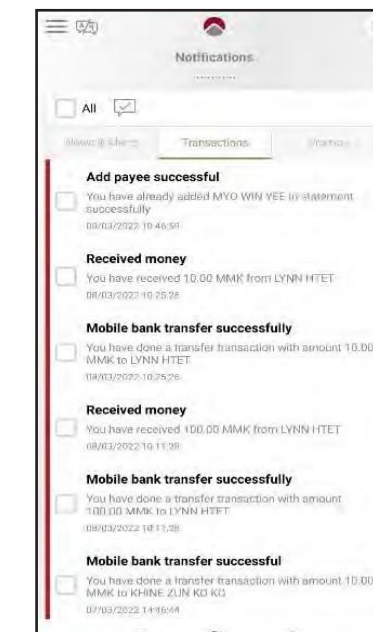 Notifications
All
Transactions
Add payee successful
You have already added MYO WIN YEE in statement
successfully
08/03/2022 10:46:59
Received money
You have received 10.00 MMK from LYNN HTET
08/03/2022 10:25:26
Mobile bank transfer successfully
You have done a transfer transaction with amount 10.00
MMK to LYNN HTET
08/03/2022 10:25:26
Received money
You have received 100.00 MMK from LYNN HTET
08/03/2022 10:11:28
Mobile bank transfer successfully
You have done a transfer transaction with amount
100.00 MMK to LYNN HTET
08/03/2022 10:11:28
Mobile bank transfer successful
You have done a transfer transaction with amount 10.00
MMK to KHINE ZUN KO KO
07/03/2022 14:46:44